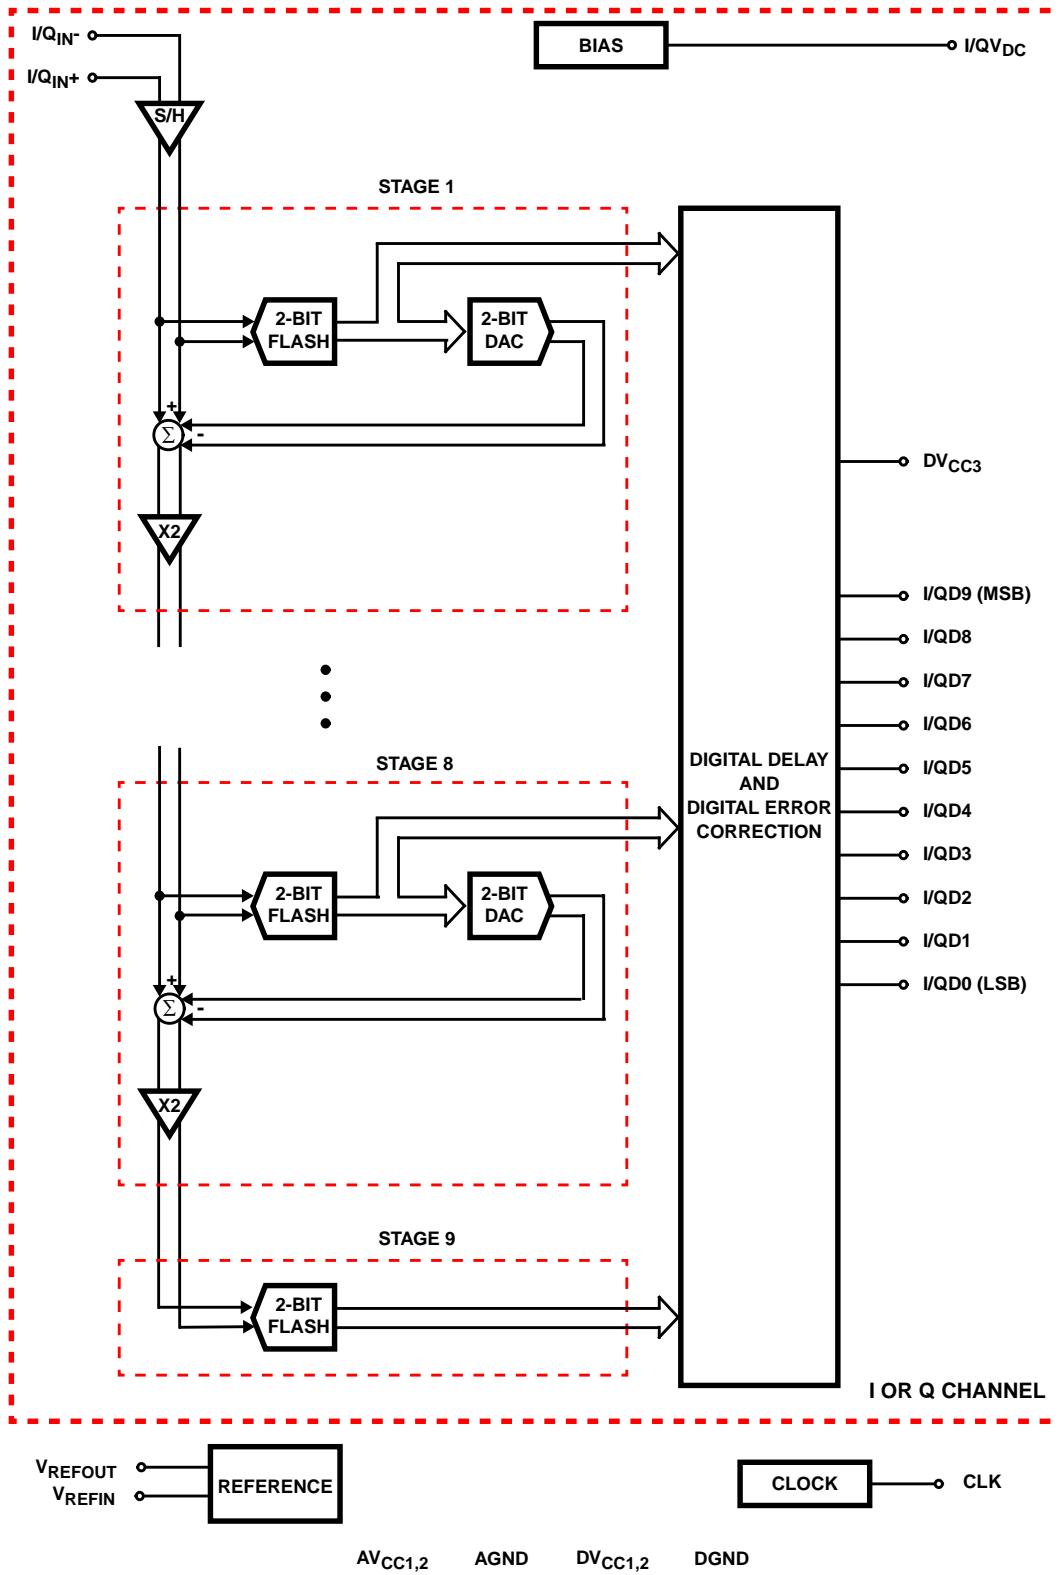 I/QIN-
BIAS
I/QVDC
I/QIN+
S/H
STAGE 1
2-BIT
FLASH
2-BIT
DAC
+
Σ
-
X2
DVCC3
I/QD9 (MSB)
I/QD8
I/QD7
I/QD6
I/QD5
I/QD4
I/QD3
I/QD2
I/QD1
I/QD0 (LSB)
DIGITAL DELAY
AND
DIGITAL ERROR
CORRECTION
STAGE 8
2-BIT
FLASH
2-BIT
DAC
+
Σ
-
X2
STAGE 9
2-BIT
FLASH
I OR Q CHANNEL
VREFOUT
VREFIN
REFERENCE
CLOCK
CLK
AVCC1,2 AGND DVCC1,2 DGND